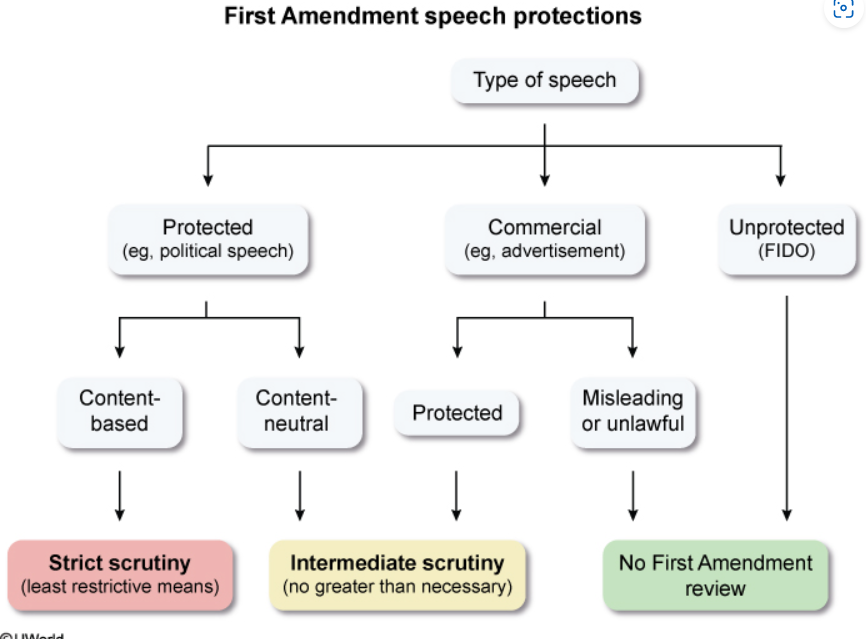 First Amendment speech protections
Type of speech
Protected
(eg, political speech)
Commercial
(eg, advertisement)
Unprotected
(FIDO)
Content-
based
Content-
neutral
Protected
Misleading
or unlawful
Strict scrutiny
(least restrictive means)
Intermediate scrutiny
(no greater than necessary)
No First Amendment
review
©UWorld